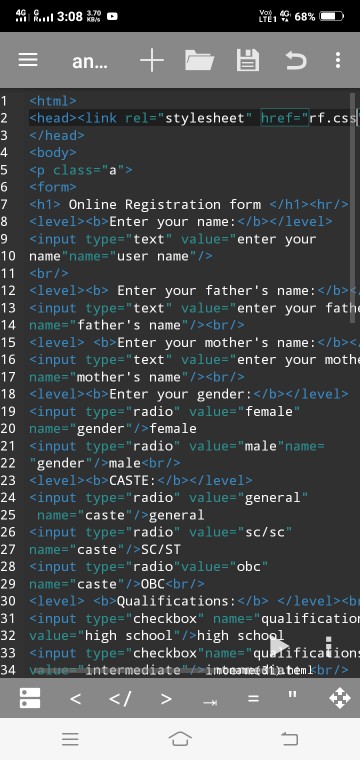 4G G 3:08 3.70 KB/s Vo) LTE1 4G 68%
an...
1 <html>
2 <head><link rel="stylesheet" href="rf.css
3 </head>
4 <body>
5 <p class="a">
6 <form>
7 <h1> Online Registration form </h1><hr/>
8 <level><b>Enter your name:</b></level>
9 <input type="text" value="enter your
10 name"name="user name"/>
11 <br/>
12 <level><b> Enter your father's name:</b><
13 <input type="text" value="enter your fathe
14 name="father's name"/><br/>
15 <level> <b>Enter your mother's name:</b></
16 <input type="text" value="enter your mothe
17 name="mother's name"/>
18 <level><b>Enter your gender:</b></level>
19 <input type="radio" value="female"
20 name="gender"/>female
21 <input type="radio" value="male"name=
22 "gender"/>male<br/>
23 <level><b>CASTE:</b></level>
24 <input type="radio" value="general"
25 name="caste"/>general
26 <input type="radio" value="sc/sc"
27 name="caste"/>SC/ST
28 <input type="radio"value="obc"
29 name="caste"/>OBC<br/>
30 <level> <b>Qualifications:</b> </level><b
31 <input type="checkbox" name="qualification
32 value="high school"/>high school
33 <input type="checkbox"name="qualifications
34 value="intermediate"/>intermediate<br/>
< </> > = "